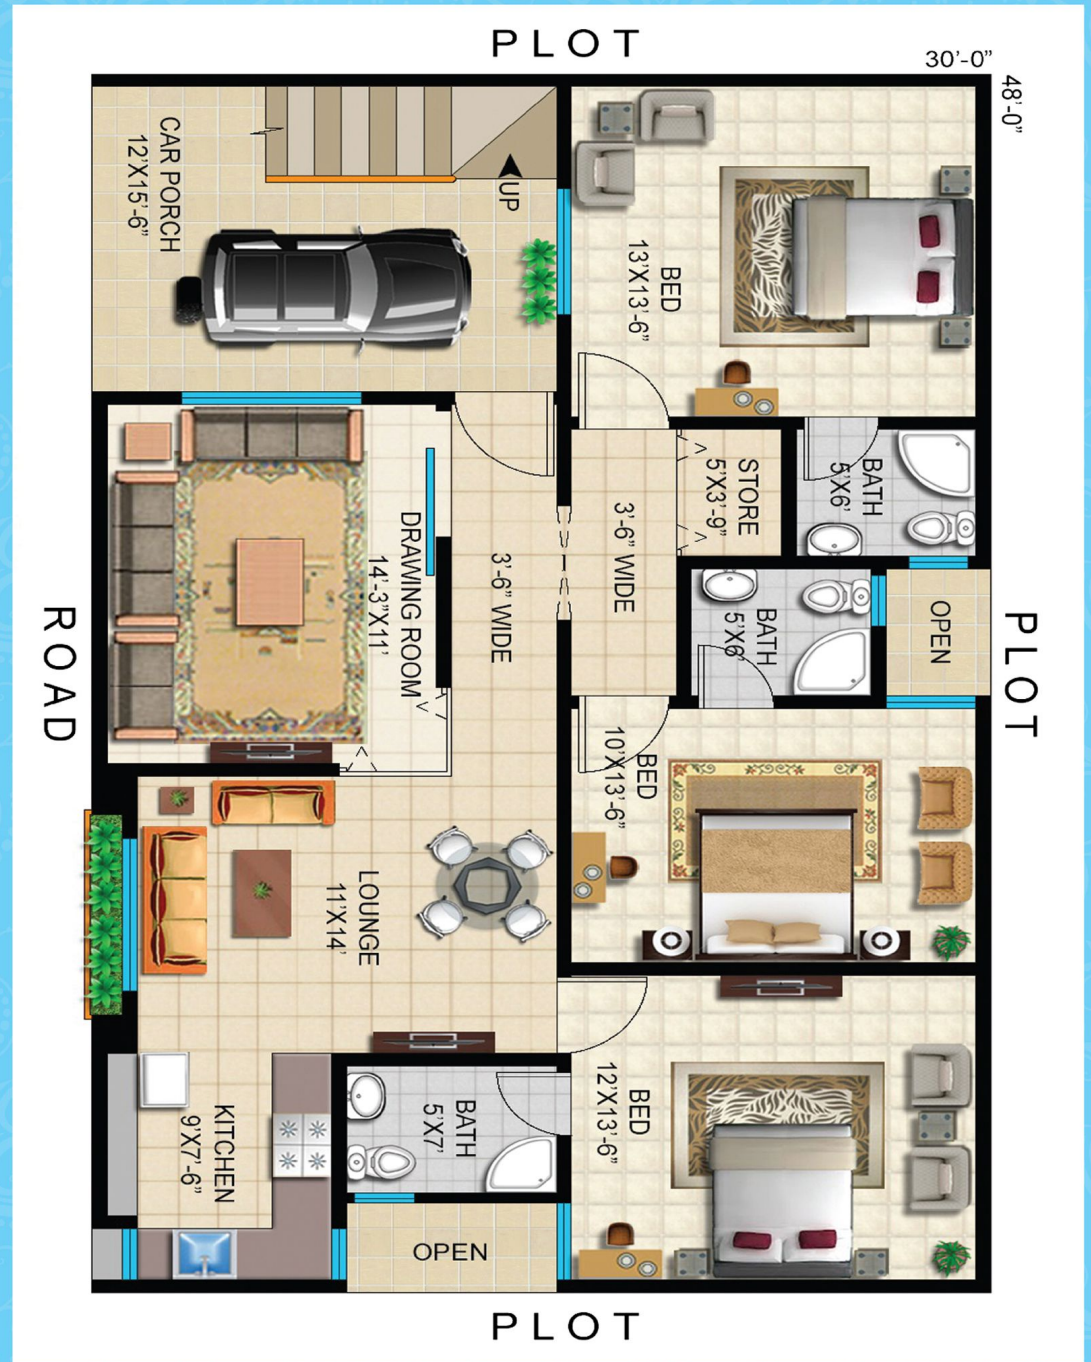 PLOT
30'-0"
48'-0"
CAR PORCH
12'X15'-6"
UP
BED
13'X13'-6"
STORE
5'X3'-9"
BATH
5'X6'
3'-6" WIDE
3'-6" WIDE
DRAWING ROOM
14'-3"X11'
BATH
5'X6'
OPEN
ROAD
PLOT
BED
10'X13'-6"
LOUNGE
11'X14'
KITCHEN
9'X7'-6"
BATH
5'X7'
BED
12'X13'-6"
OPEN
PLOT